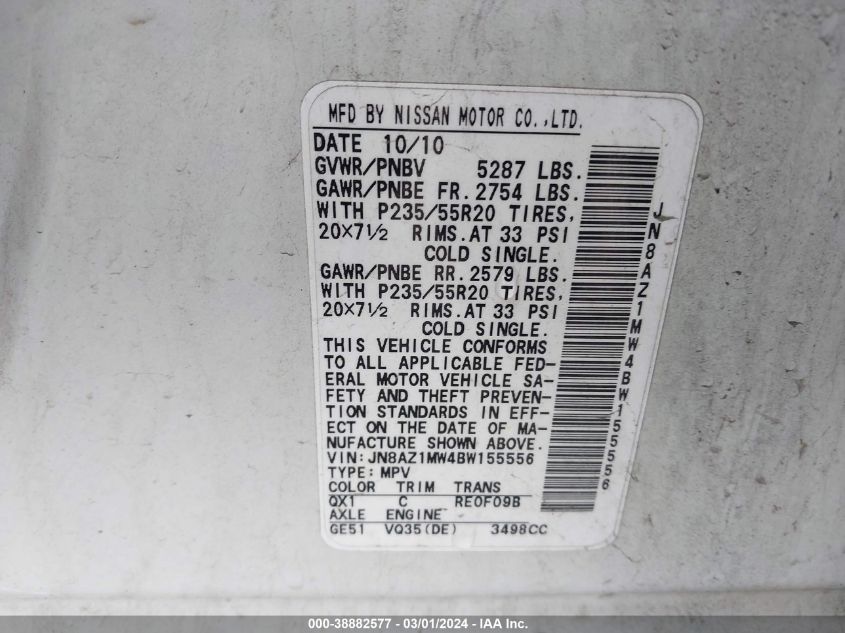 MFD BY NISSAN MOTOR CO.,LTD.
DATE 10/10
GVWR/PNBV 5287 LBS.
GAWR/PNBE FR. 2754 LBS.
WITH P235/55R20 TIRES,
20×7½ RIMS. AT 33 PSI
COLD SINGLE.
GAWR/PNBE RR. 2579 LBS.
WITH P235/55R20 TIRES,
20×7½ RIMS. AT 33 PSI
COLD SINGLE.
THIS VEHICLE CONFORMS
TO ALL APPLICABLE FED-
ERAL MOTOR VEHICLE SA-
FETY AND THEFT PREVEN-
TION STANDARDS IN EFF-
ECT ON THE DATE OF MA-
NUFACTURE SHOWN ABOVE.
VIN: JN8AZ1MW4BW155556
TYPE: MPV
COLOR TRIM TRANS
QX1 C RE0F09B
AXLE ENGINE
GE51 VQ35(DE) 3498CC
JN8AZ1MW4BW155556
000-38882577 - 03/01/2024 - IAA Inc.